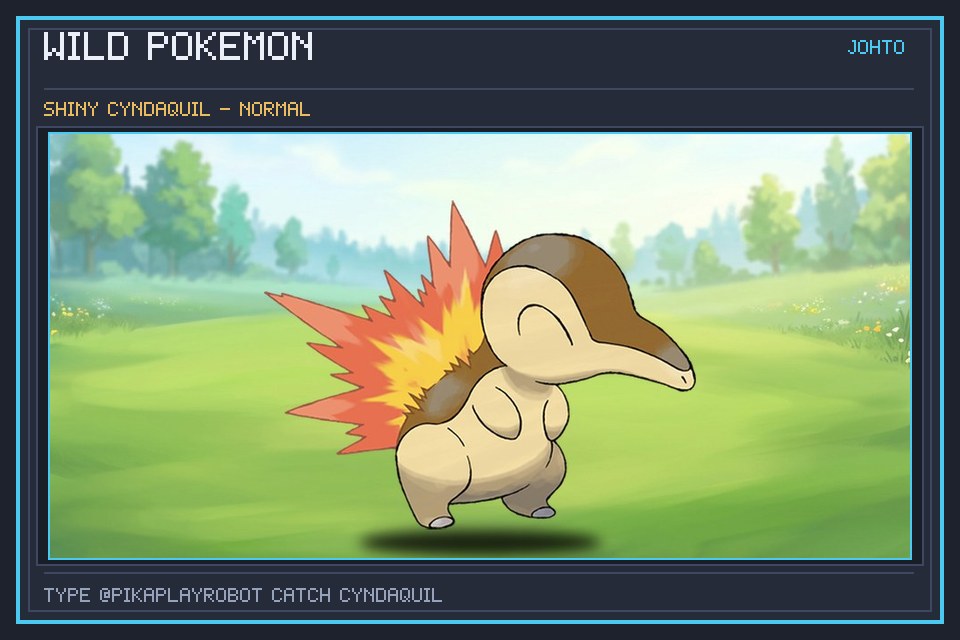 WILD POKEMON
JOHTO
SHINY CYNDAQUIL - NORMAL
TYPE @PIKAPLAYROBOT CATCH CYNDAQUIL